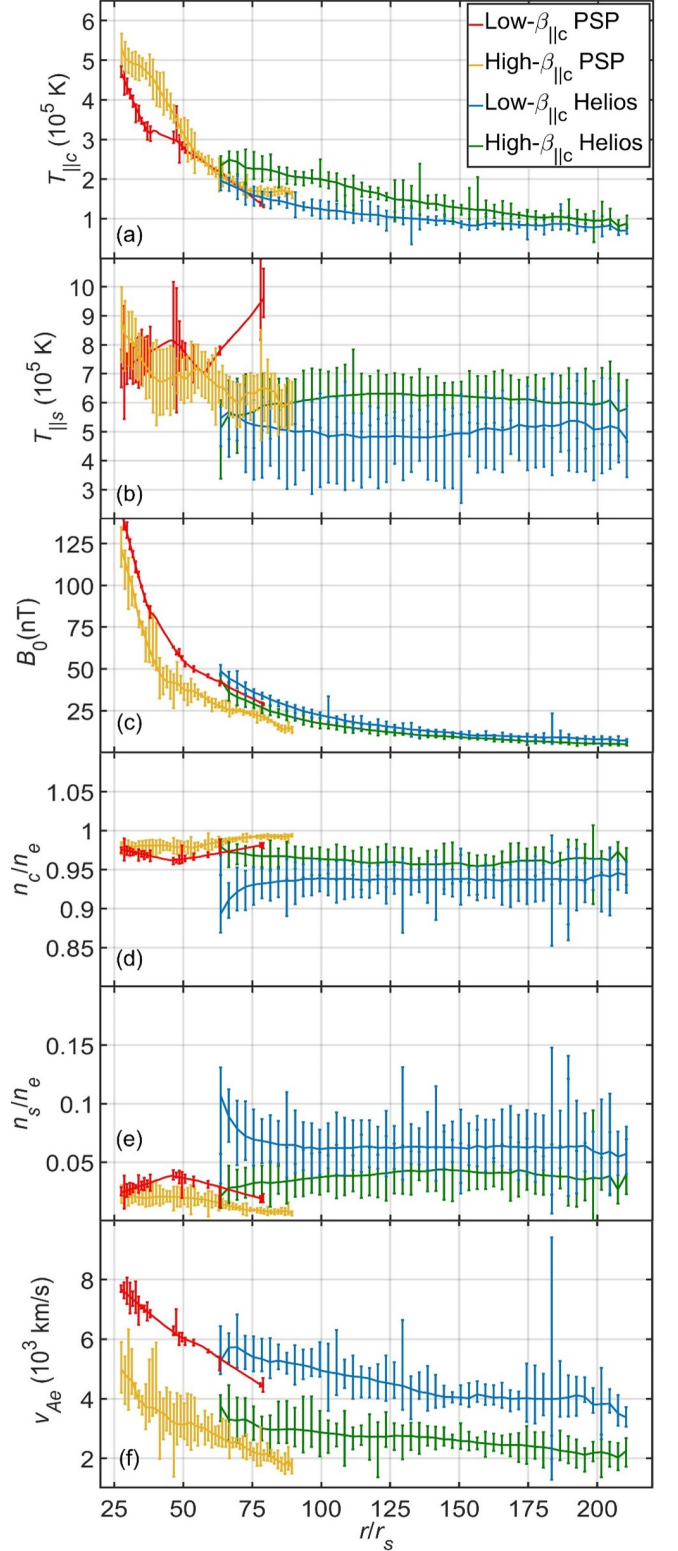 6
5
4
3
2
1
T||c (10^5 K)
(a)
Low-β||c PSP
High-β||c PSP
Low-β||c Helios
High-β||c Helios
10
9
8
7
6
5
4
3
T||s (10^5 K)
(b)
125
100
75
50
25
B0(nT)
(c)
1.05
1
0.95
0.9
0.85
nc/ne
(d)
0.15
0.1
0.05
ns/ne
(e)
8
6
4
2
vAe (10^3 km/s)
(f)
25 50 75 100 125 150 175 200
r/rs